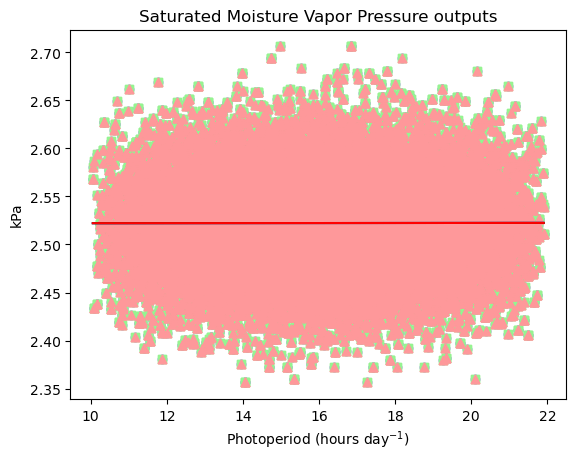 Saturated Moisture Vapor Pressure outputs
2.70
2.65
2.60
2.55
2.50
2.45
2.40
2.35
kPa
10 12 14 16 18 20 22
Photoperiod (hours day⁻¹)